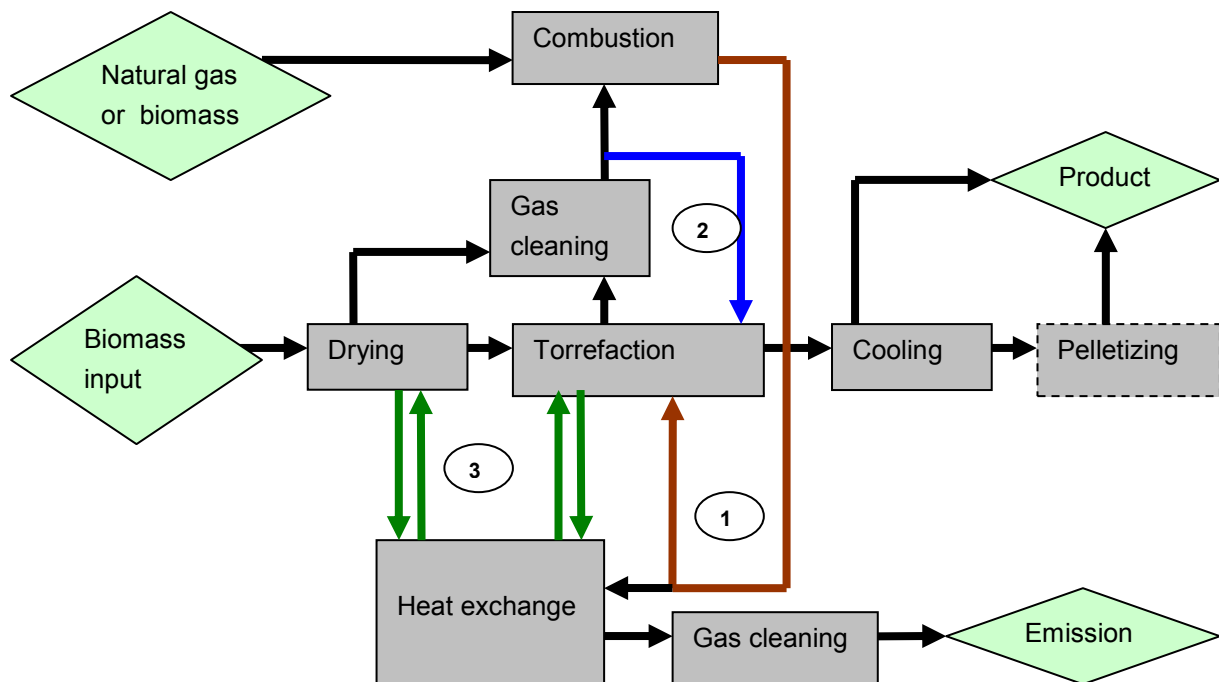 Combustion
Natural gas
or biomass
Product
Gas
cleaning
2
Biomass
input
Drying
Torrefaction
Cooling
Pelletizing
3
1
Heat exchange
Gas cleaning
Emission